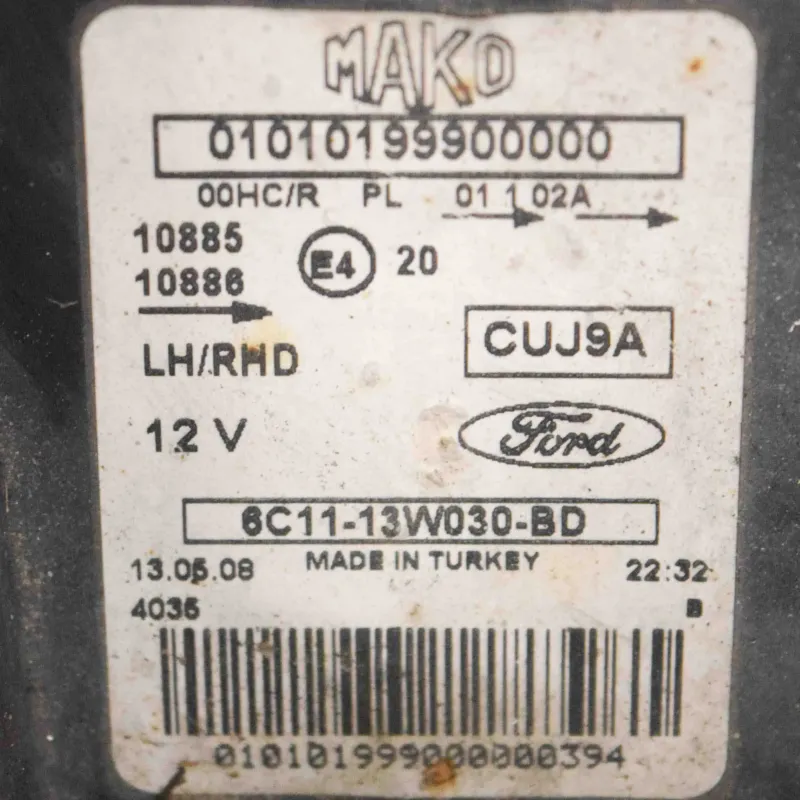 MAKO
01010199900000
00HC/R PL 01 1 02A
10885
10886
E4 20
LH/RHD
CUJ9A
12 V
Ford
6C11-13W030-BD
13.05.08 MADE IN TURKEY 22:32
4035 B
010101999000000394